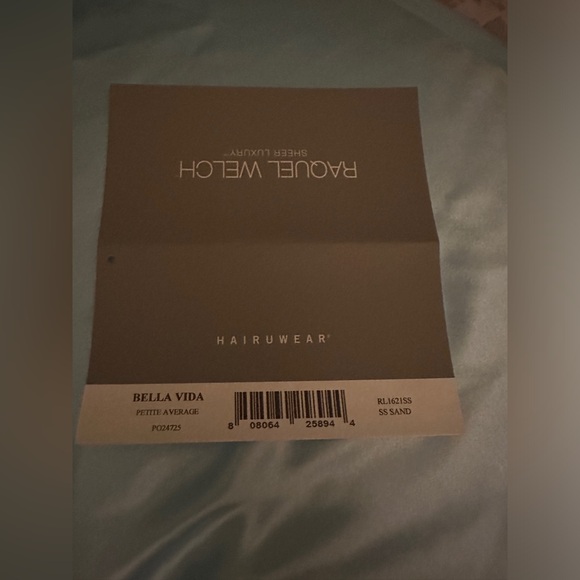 RAQUEL WELCH
SHEER LUXURY™
HAIRUWEAR®
BELLA VIDA
PETITE AVERAGE
PO24725
8 08064 25894 4
RL1621SS
SS SAND